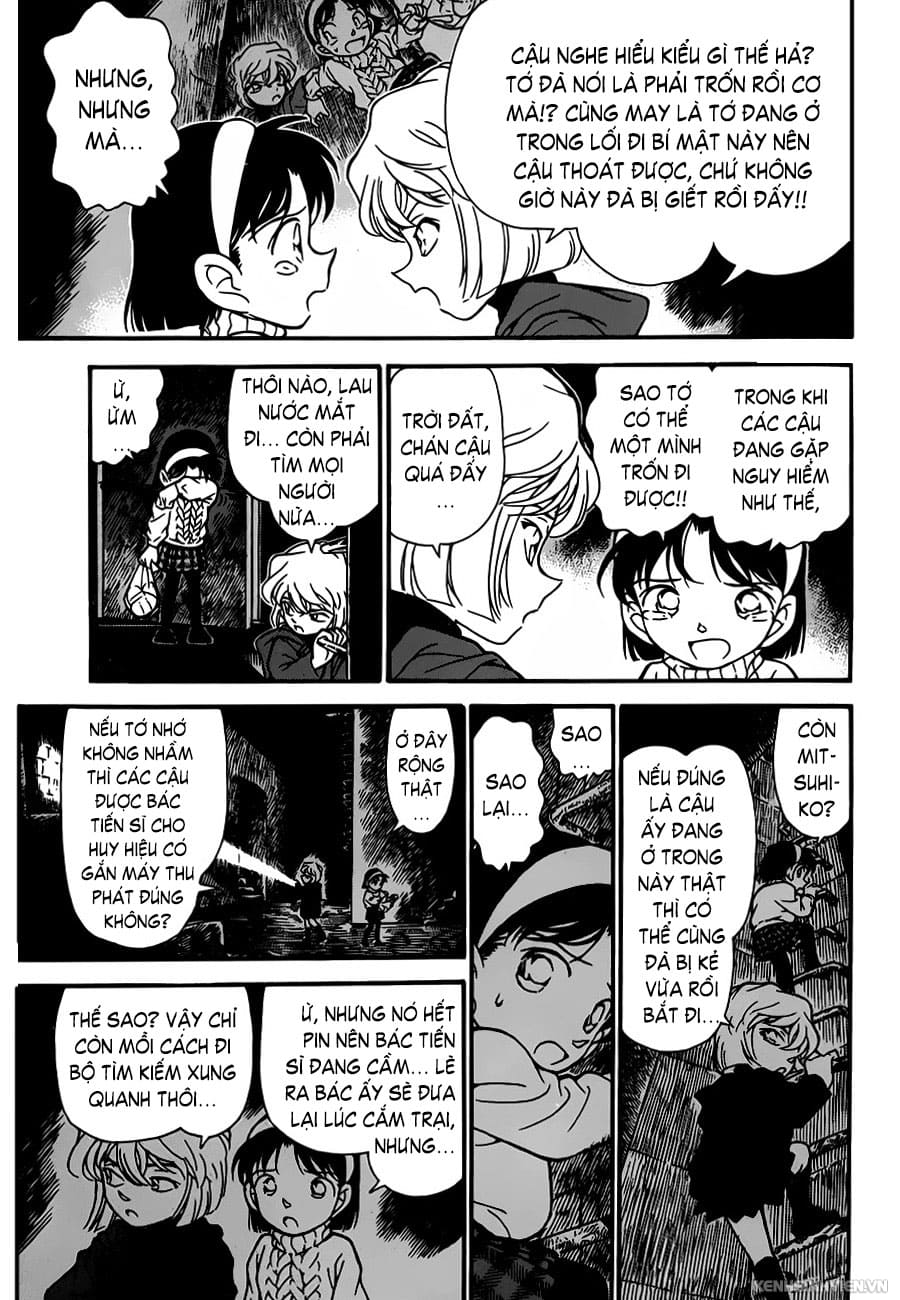 CẬU NGHE HIỂU KIỂU GÌ THẾ HẢ?
TỚ ĐÃ NÓI LÀ PHẢI TRỐN RỒI CƠ
MÀ!? CŨNG MAY LÀ TỚ ĐANG Ở
TRONG LỐI ĐI BÍ MẬT NÀY NÊN
CẬU THOÁT ĐƯỢC, CHỨ KHÔNG
GIỜ NÀY ĐÃ BỊ GIẾT RỒI ĐẤY!!
NHƯNG,
NHƯNG
MÀ...
TRONG KHI
CÁC CẬU
ĐANG GẶP
NGUY HIỂM
NHƯ THẾ,
SAO TỚ
CÓ THỂ
MỘT MÌNH
TRỐN ĐI
ĐƯỢC!!
TRỜI ĐẤT,
CHÁN CẬU
QUÁ ĐẤY
...
THÔI NÀO, LAU
NƯỚC MẮT
ĐI... CÒN PHẢI
TÌM MỌI
NGƯỜI
NỮA...
Ừ,
ỪM
...
CÒN
MIT-
SUHI-
KO?
NẾU ĐÚNG
LÀ CẬU
ẤY ĐANG
Ở TRONG
NÀY THẬT
THÌ CÓ
THỂ CŨNG
ĐÃ BỊ KẺ
VỪA RỒI
BẮT ĐI...
SAO
...
SAO
LẠI...
Ở ĐÂY
RỘNG
THẬT
...
NẾU TỚ NHỚ
KHÔNG NHẦM
THÌ CÁC CẬU
ĐƯỢC BÁC
TIẾN SĨ CHO
HUY HIỆU CÓ
GẮN MÁY THU
PHÁT ĐÚNG
KHÔNG?
Ừ, NHƯNG NÓ HẾT
PIN NÊN BÁC TIẾN
SĨ ĐANG CẦM... LẼ
RA BÁC ẤY SẼ ĐƯA
LẠI LÚC CẮM TRẠI,
NHƯNG...
THẾ SAO? VẬY CHỈ
CÒN MỖI CÁCH ĐI
BỘ TÌM KIẾM XUNG
QUANH THÔI...